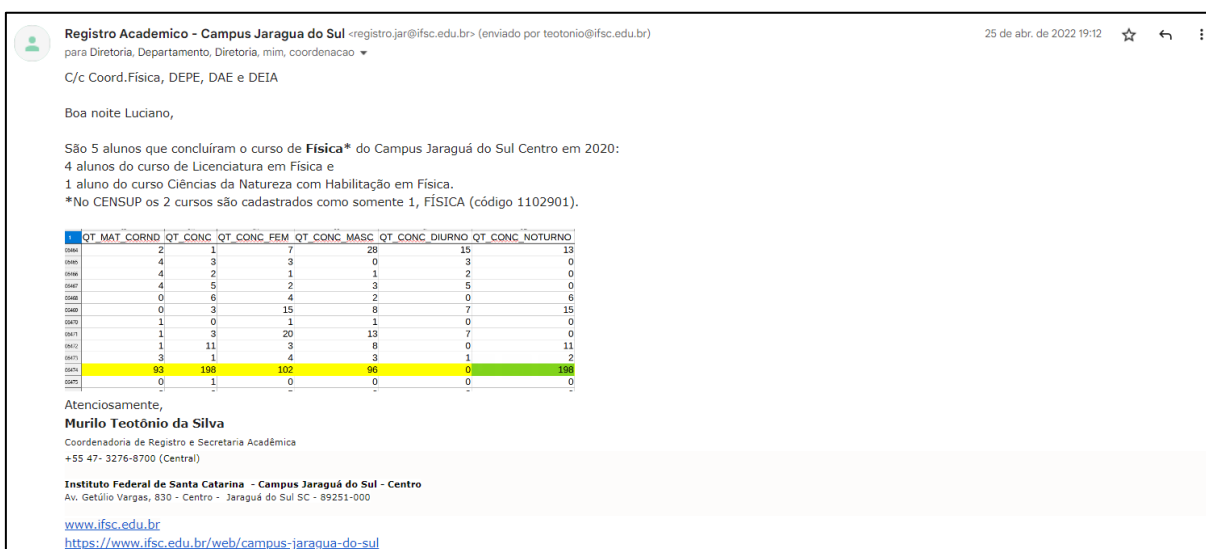 Registro Academico - Campus Jaragua do Sul <registro.jar@ifsc.edu.br> (enviado por teotonio@ifsc.edu.br) 25 de abr. de 2022 19:12
para Diretoria, Departamento, Diretoria, mim, coordenacao
C/c Coord.Física, DEPE, DAE e DEIA
Boa noite Luciano,
São 5 alunos que concluíram o curso de Física* do Campus Jaraguá do Sul Centro em 2020:
4 alunos do curso de Licenciatura em Física e
1 aluno do curso Ciências da Natureza com Habilitação em Física.
*No CENSUP os 2 cursos são cadastrados como somente 1, FÍSICA (código 1102901).
1 QT_MAT_CORND QT_CONC QT_CONC_FEM QT_CONC_MASC QT_CONC_DIURNO QT_CONC_NOTURNO
2 1 7 28 15 13
4 3 3 0 3 0
4 2 1 1 2 0
4 5 2 3 5 0
0 6 4 2 0 6
0 3 15 8 7 15
1 0 1 1 0 0
1 3 20 13 7 0
1 11 3 8 0 11
3 1 4 3 1 2
93 198 102 96 0 198
0 1 0 0 0 0
Atenciosamente,
Murilo Teotônio da Silva
Coordenadoria de Registro e Secretaria Acadêmica
+55 47- 3276-8700 (Central)
Instituto Federal de Santa Catarina - Campus Jaraguá do Sul - Centro
Av. Getúlio Vargas, 830 - Centro - Jaraguá do Sul SC - 89251-000
www.ifsc.edu.br
https://www.ifsc.edu.br/web/campus-jaragua-do-sul